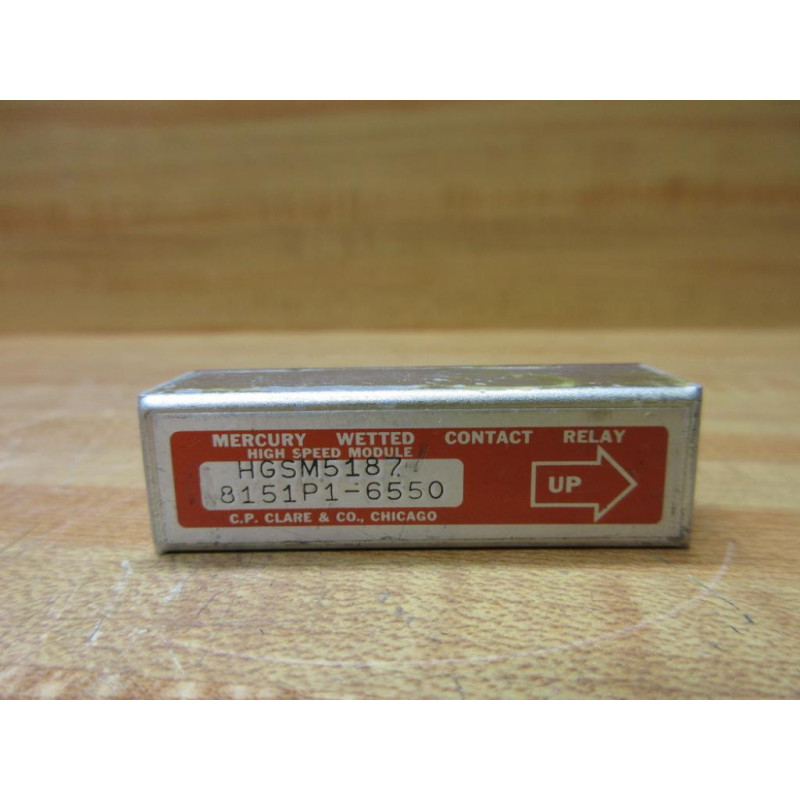 MERCURY WETTED CONTACT RELAY
HIGH SPEED MODULE
HGSM5187
8151P1-6550
UP
C.P. CLARE & CO., CHICAGO